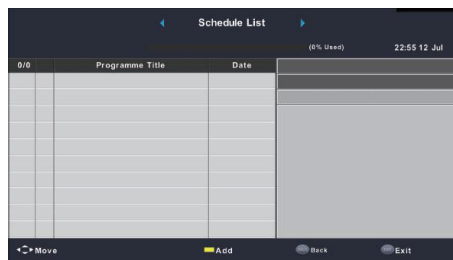 Schedule List
(0% Used) 22:55 12 Jul
0/0 Programme Title Date
Move Add Back Exit